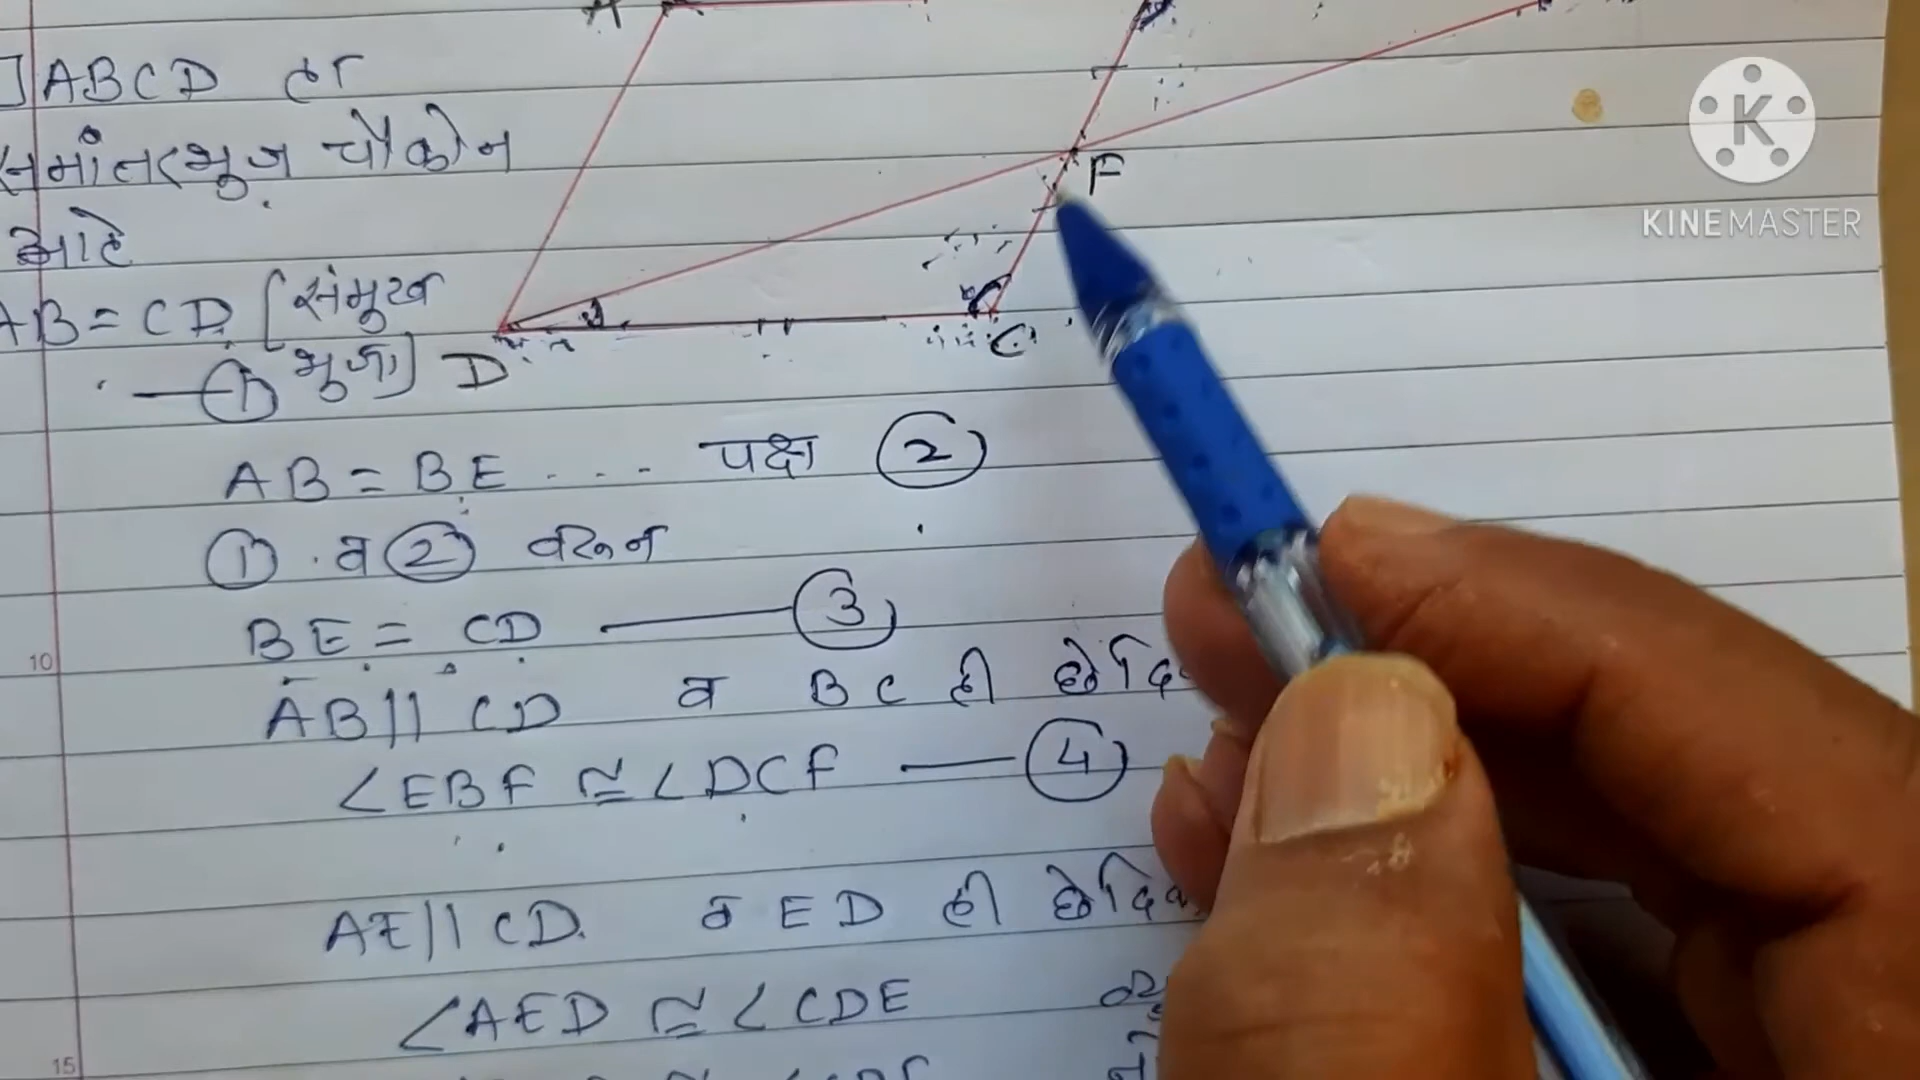 A
□ABCD हा
समांतरभुज चौकोन
आहे
F
AB = CD [संमुख
भुजा]
① D C
AB = BE .... पक्ष ②
① व ② वरून
BE = CD —— ③
AB || CD व BC ही छेदि
∠EBF ≅ ∠DCF —— ④
AE || CD. व ED ही छेदि
∠AED ≅ ∠CDE
K
KINEMASTER
10
15